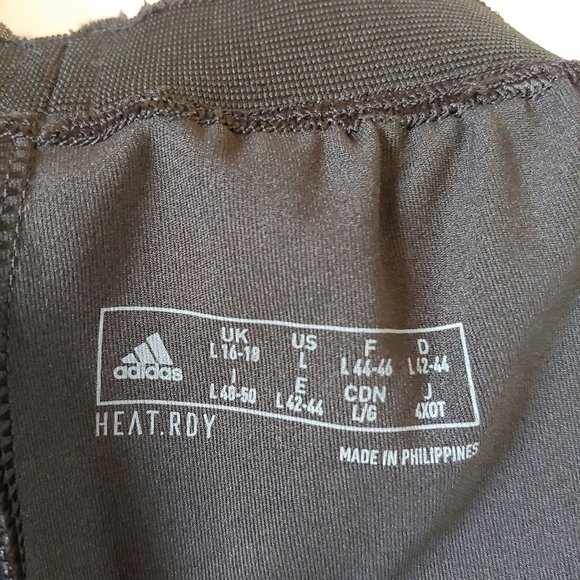 adidas
UK US F D
L 16-18 L L 44-46 L 42-44
I E CDN J
L 48-50 L 42-44 L/G 4XOT
HEAT.RDY
MADE IN PHILIPPINES